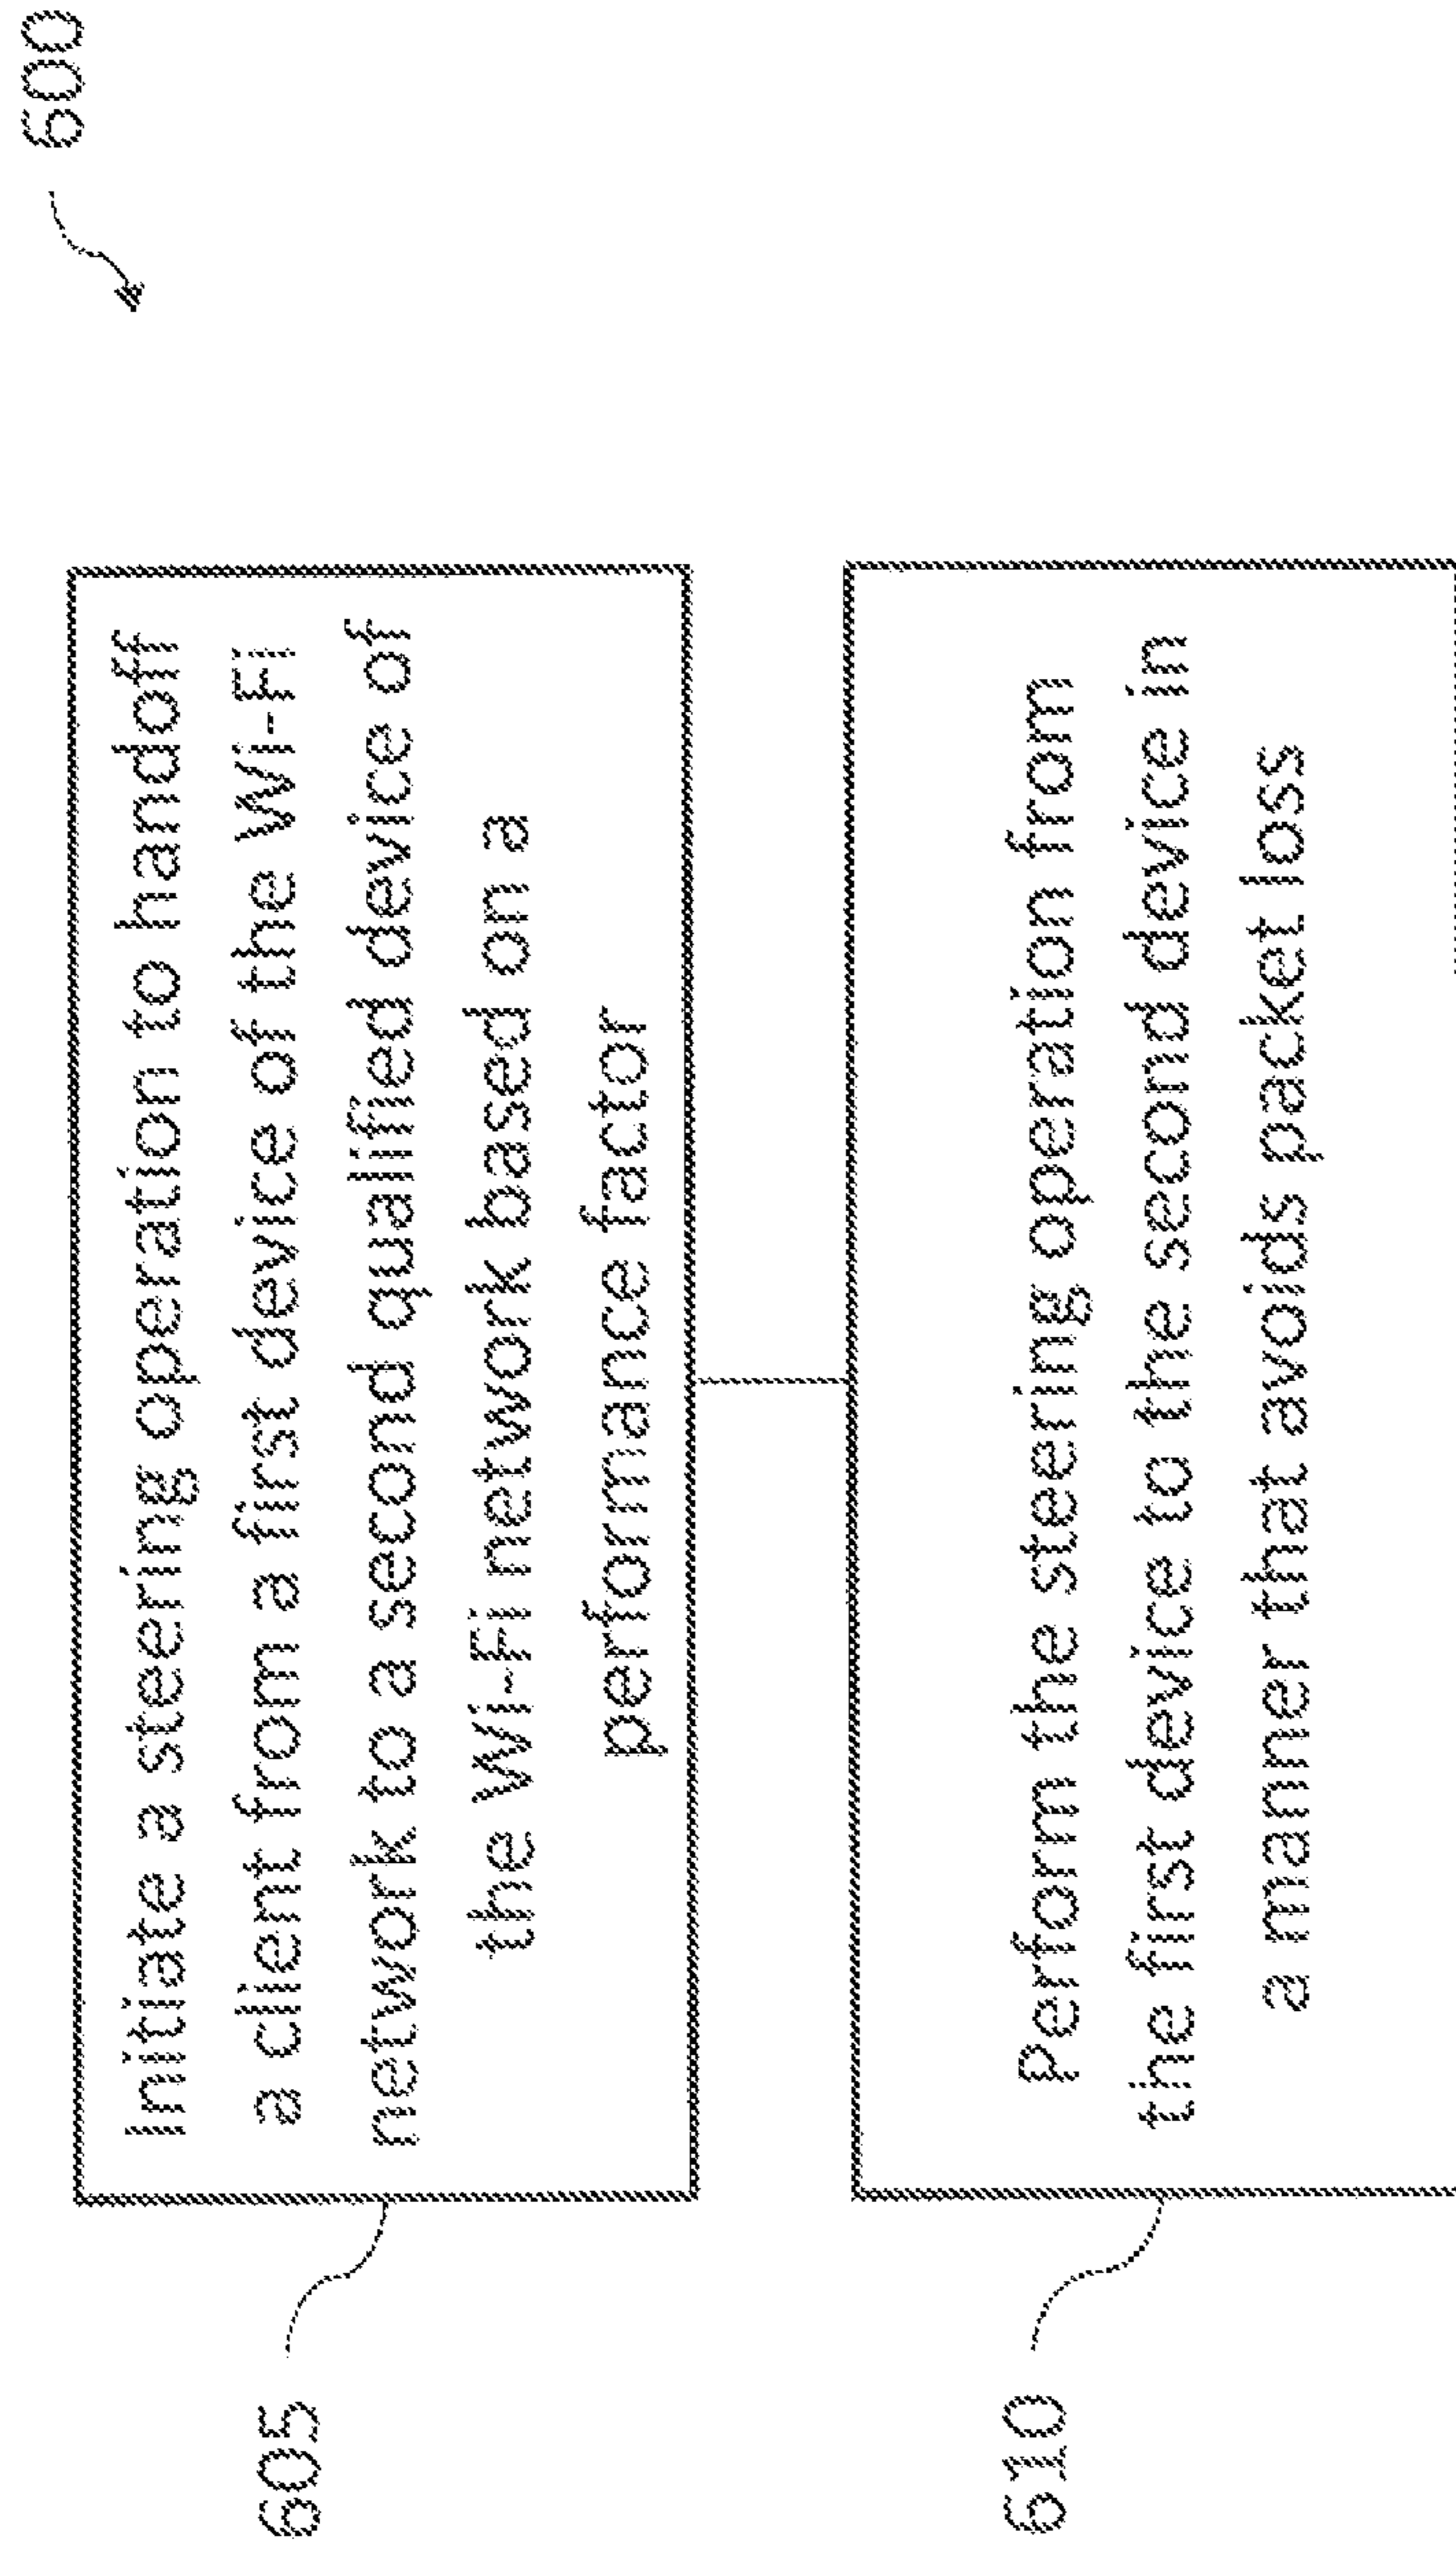 600
605
Initiate a steering operation to handoff
a client from a first device of the Wi-Fi
network to a second qualified device of
the Wi-Fi network based on a
performance factor
610
Perform the steering operation from
the first device to the second device in
a manner that avoids packet loss